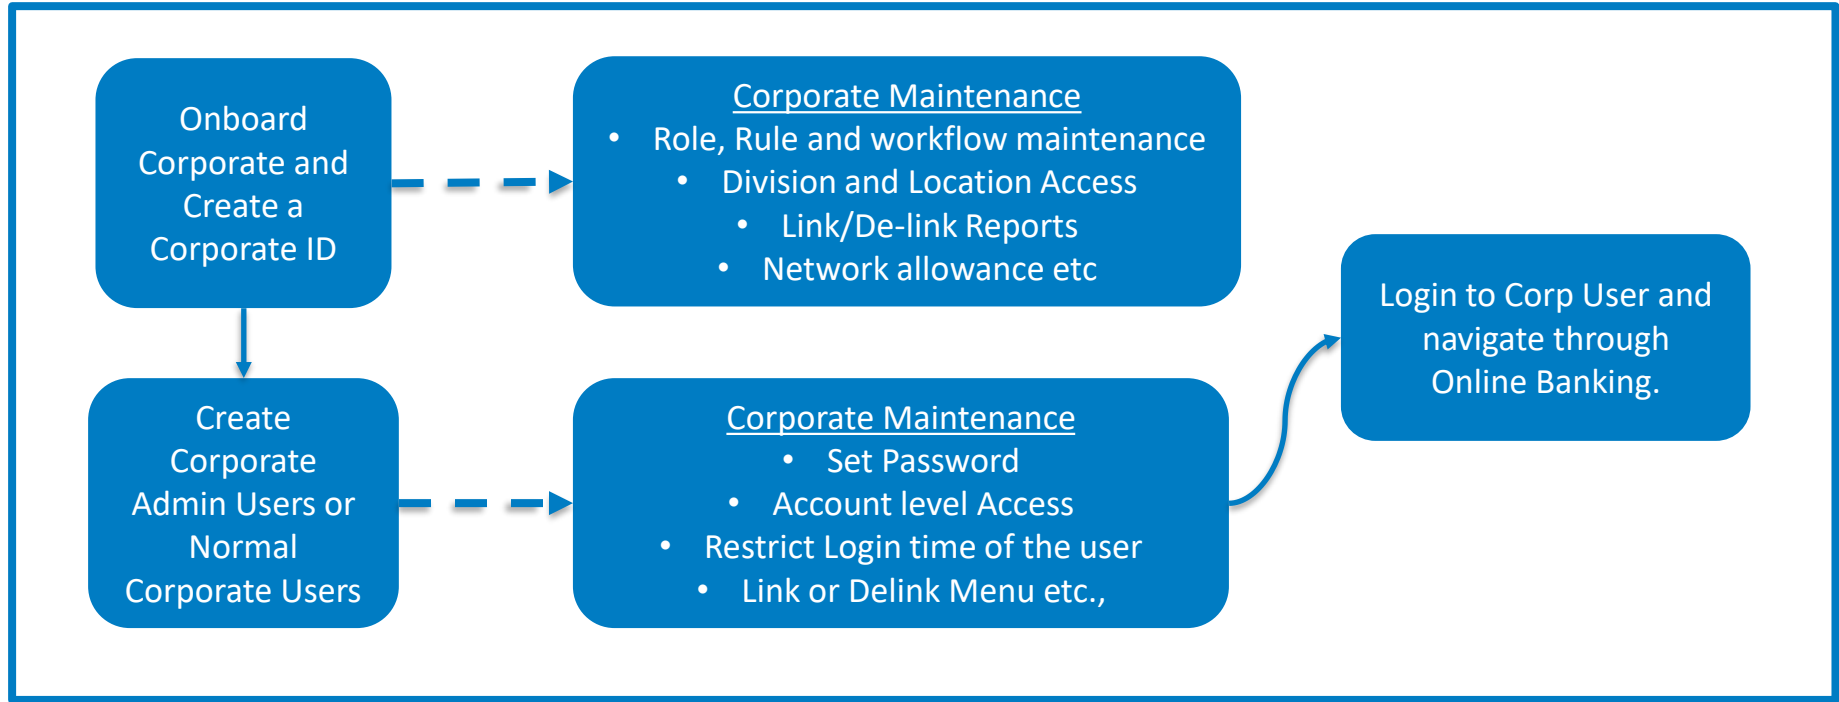 Onboard
Corporate and
Create a
Corporate ID
Corporate Maintenance
• Role, Rule and workflow maintenance
• Division and Location Access
• Link/De-link Reports
• Network allowance etc
Create
Corporate
Admin Users or
Normal
Corporate Users
Corporate Maintenance
• Set Password
• Account level Access
• Restrict Login time of the user
• Link or Delink Menu etc.,
Login to Corp User and
navigate through
Online Banking.